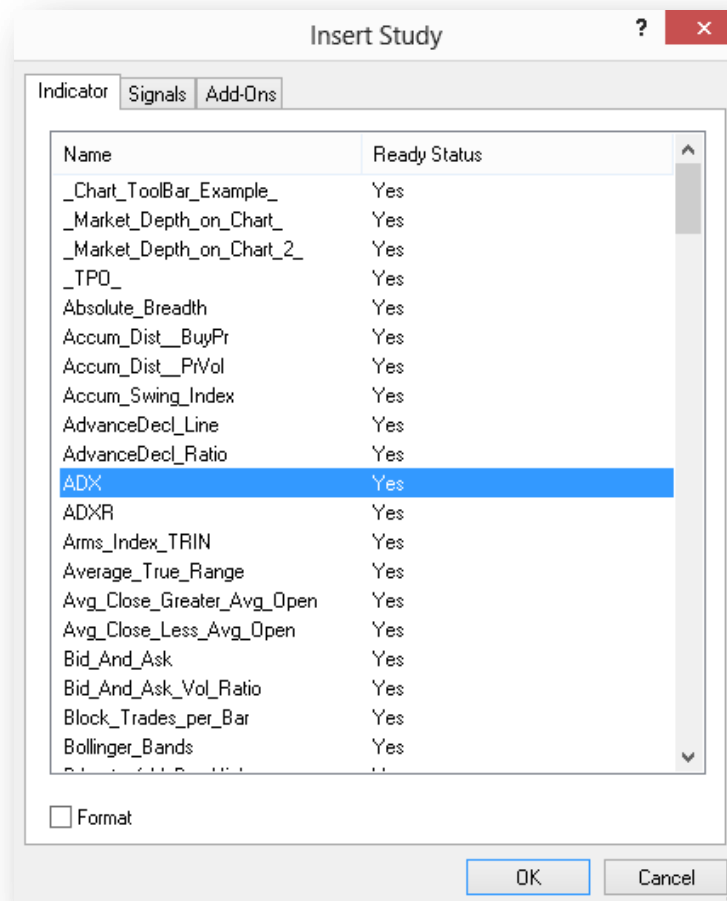 Insert Study ?
Indicator Signals Add-Ons
Name Ready Status
_Chart_ToolBar_Example_ Yes
_Market_Depth_on_Chart_ Yes
_Market_Depth_on_Chart_2_ Yes
_TPO_ Yes
Absolute_Breadth Yes
Accum_Dist__BuyPr Yes
Accum_Dist__PrVol Yes
Accum_Swing_Index Yes
AdvanceDecl_Line Yes
AdvanceDecl_Ratio Yes
ADX Yes
ADXR Yes
Arms_Index_TRIN Yes
Average_True_Range Yes
Avg_Close_Greater_Avg_Open Yes
Avg_Close_Less_Avg_Open Yes
Bid_And_Ask Yes
Bid_And_Ask_Vol_Ratio Yes
Block_Trades_per_Bar Yes
Bollinger_Bands Yes
Format
OK Cancel